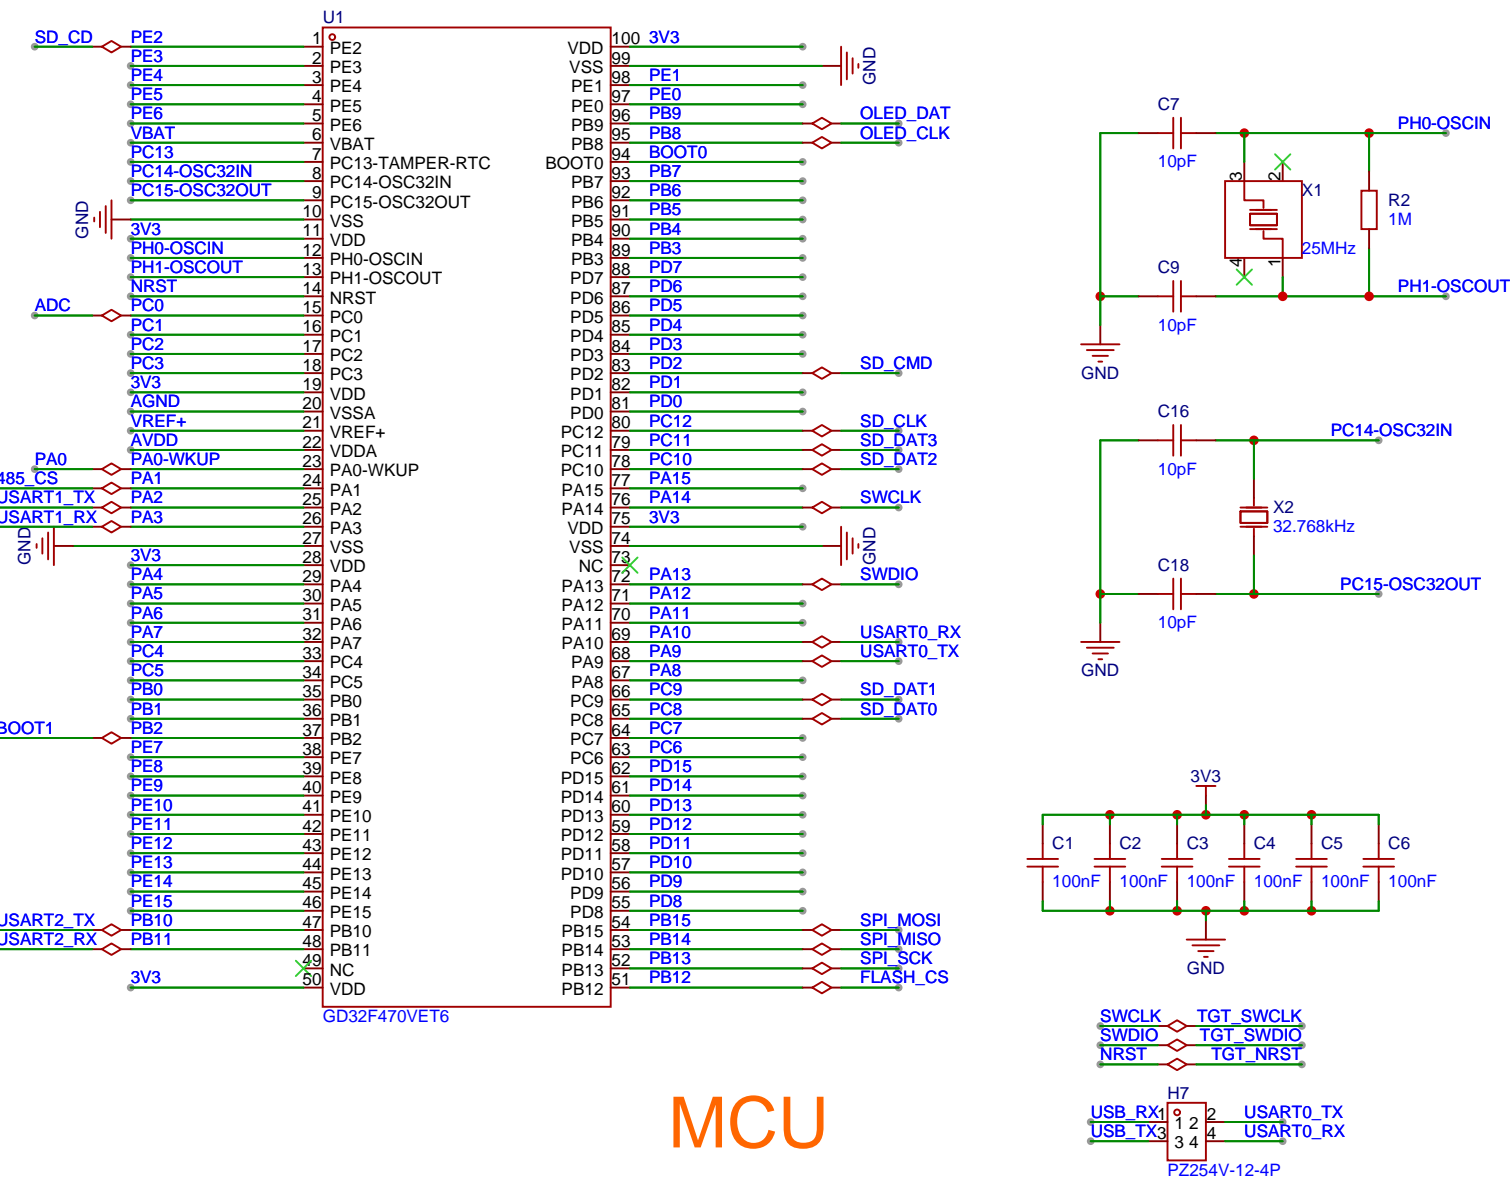 U1
SD_CD PE2 1 PE2
PE3 2 PE3
PE4 3 PE4
PE5 4 PE5
PE6 5 PE6
VBAT 6 VBAT
PC13 7 PC13-TAMPER-RTC
PC14-OSC32IN 8 PC14-OSC32IN
PC15-OSC32OUT 9 PC15-OSC32OUT
GND 10 VSS
3V3 11 VDD
PH0-OSCIN 12 PH0-OSCIN
PH1-OSCOUT 13 PH1-OSCOUT
NRST 14 NRST
ADC PC0 15 PC0
PC1 16 PC1
PC2 17 PC2
PC3 18 PC3
3V3 19 VDD
AGND 20 VSSA
VREF+ 21 VREF+
AVDD 22 VDDA
PA0 PA0-WKUP 23 PA0-WKUP
485_CS PA1 24 PA1
USART1_TX PA2 25 PA2
USART1_RX PA3 26 PA3
GND 27 VSS
3V3 28 VDD
PA4 29 PA4
PA5 30 PA5
PA6 31 PA6
PA7 32 PA7
PC4 33 PC4
PC5 34 PC5
PB0 35 PB0
PB1 36 PB1
BOOT1 PB2 37 PB2
PE7 38 PE7
PE8 39 PE8
PE9 40 PE9
PE10 41 PE10
PE11 42 PE11
PE12 43 PE12
PE13 44 PE13
PE14 45 PE14
PE15 46 PE15
USART2_TX PB10 47 PB10
USART2_RX PB11 48 PB11
49 NC
3V3 50 VDD
VDD 100 3V3
VSS 99 GND
PE1 98 PE1
PE0 97 PE0
PB9 96 PB9 OLED_DAT
PB8 95 PB8 OLED_CLK
BOOT0 94 BOOT0
PB7 93 PB7
PB6 92 PB6
PB5 91 PB5
PB4 90 PB4
PB3 89 PB3
PD7 88 PD7
PD6 87 PD6
PD5 86 PD5
PD4 85 PD4
PD3 84 PD3
PD2 83 PD2 SD_CMD
PD1 82 PD1
PD0 81 PD0
PC12 80 PC12 SD_CLK
PC11 79 PC11 SD_DAT3
PC10 78 PC10 SD_DAT2
PA15 77 PA15
PA14 76 PA14 SWCLK
VDD 75 3V3
VSS 74 GND
NC 73
PA13 72 PA13 SWDIO
PA12 71 PA12
PA11 70 PA11
PA10 69 PA10 USART0_RX
PA9 68 PA9 USART0_TX
PA8 67 PA8
PC9 66 PC9 SD_DAT1
PC8 65 PC8 SD_DAT0
PC7 64 PC7
PC6 63 PC6
PD15 62 PD15
PD14 61 PD14
PD13 60 PD13
PD12 59 PD12
PD11 58 PD11
PD10 57 PD10
PD9 56 PD9
PD8 55 PD8
PB15 54 PB15 SPI_MOSI
PB14 53 PB14 SPI_MISO
PB13 52 PB13 SPI_SCK
PB12 51 PB12 FLASH_CS
GD32F470VET6
MCU
C7
10pF
PH0-OSCIN
3 2
X1
25MHz
4 1
R2
1M
C9
10pF
PH1-OSCOUT
GND
C16
10pF
PC14-OSC32IN
X2
32.768kHz
C18
10pF
PC15-OSC32OUT
GND
3V3
C1 C2 C3 C4 C5 C6
100nF 100nF 100nF 100nF 100nF 100nF
GND
SWCLK TGT_SWCLK
SWDIO TGT_SWDIO
NRST TGT_NRST
H7
USB_RX 1 1 2 2 USART0_TX
USB_TX 3 3 4 4 USART0_RX
PZ254V-12-4P